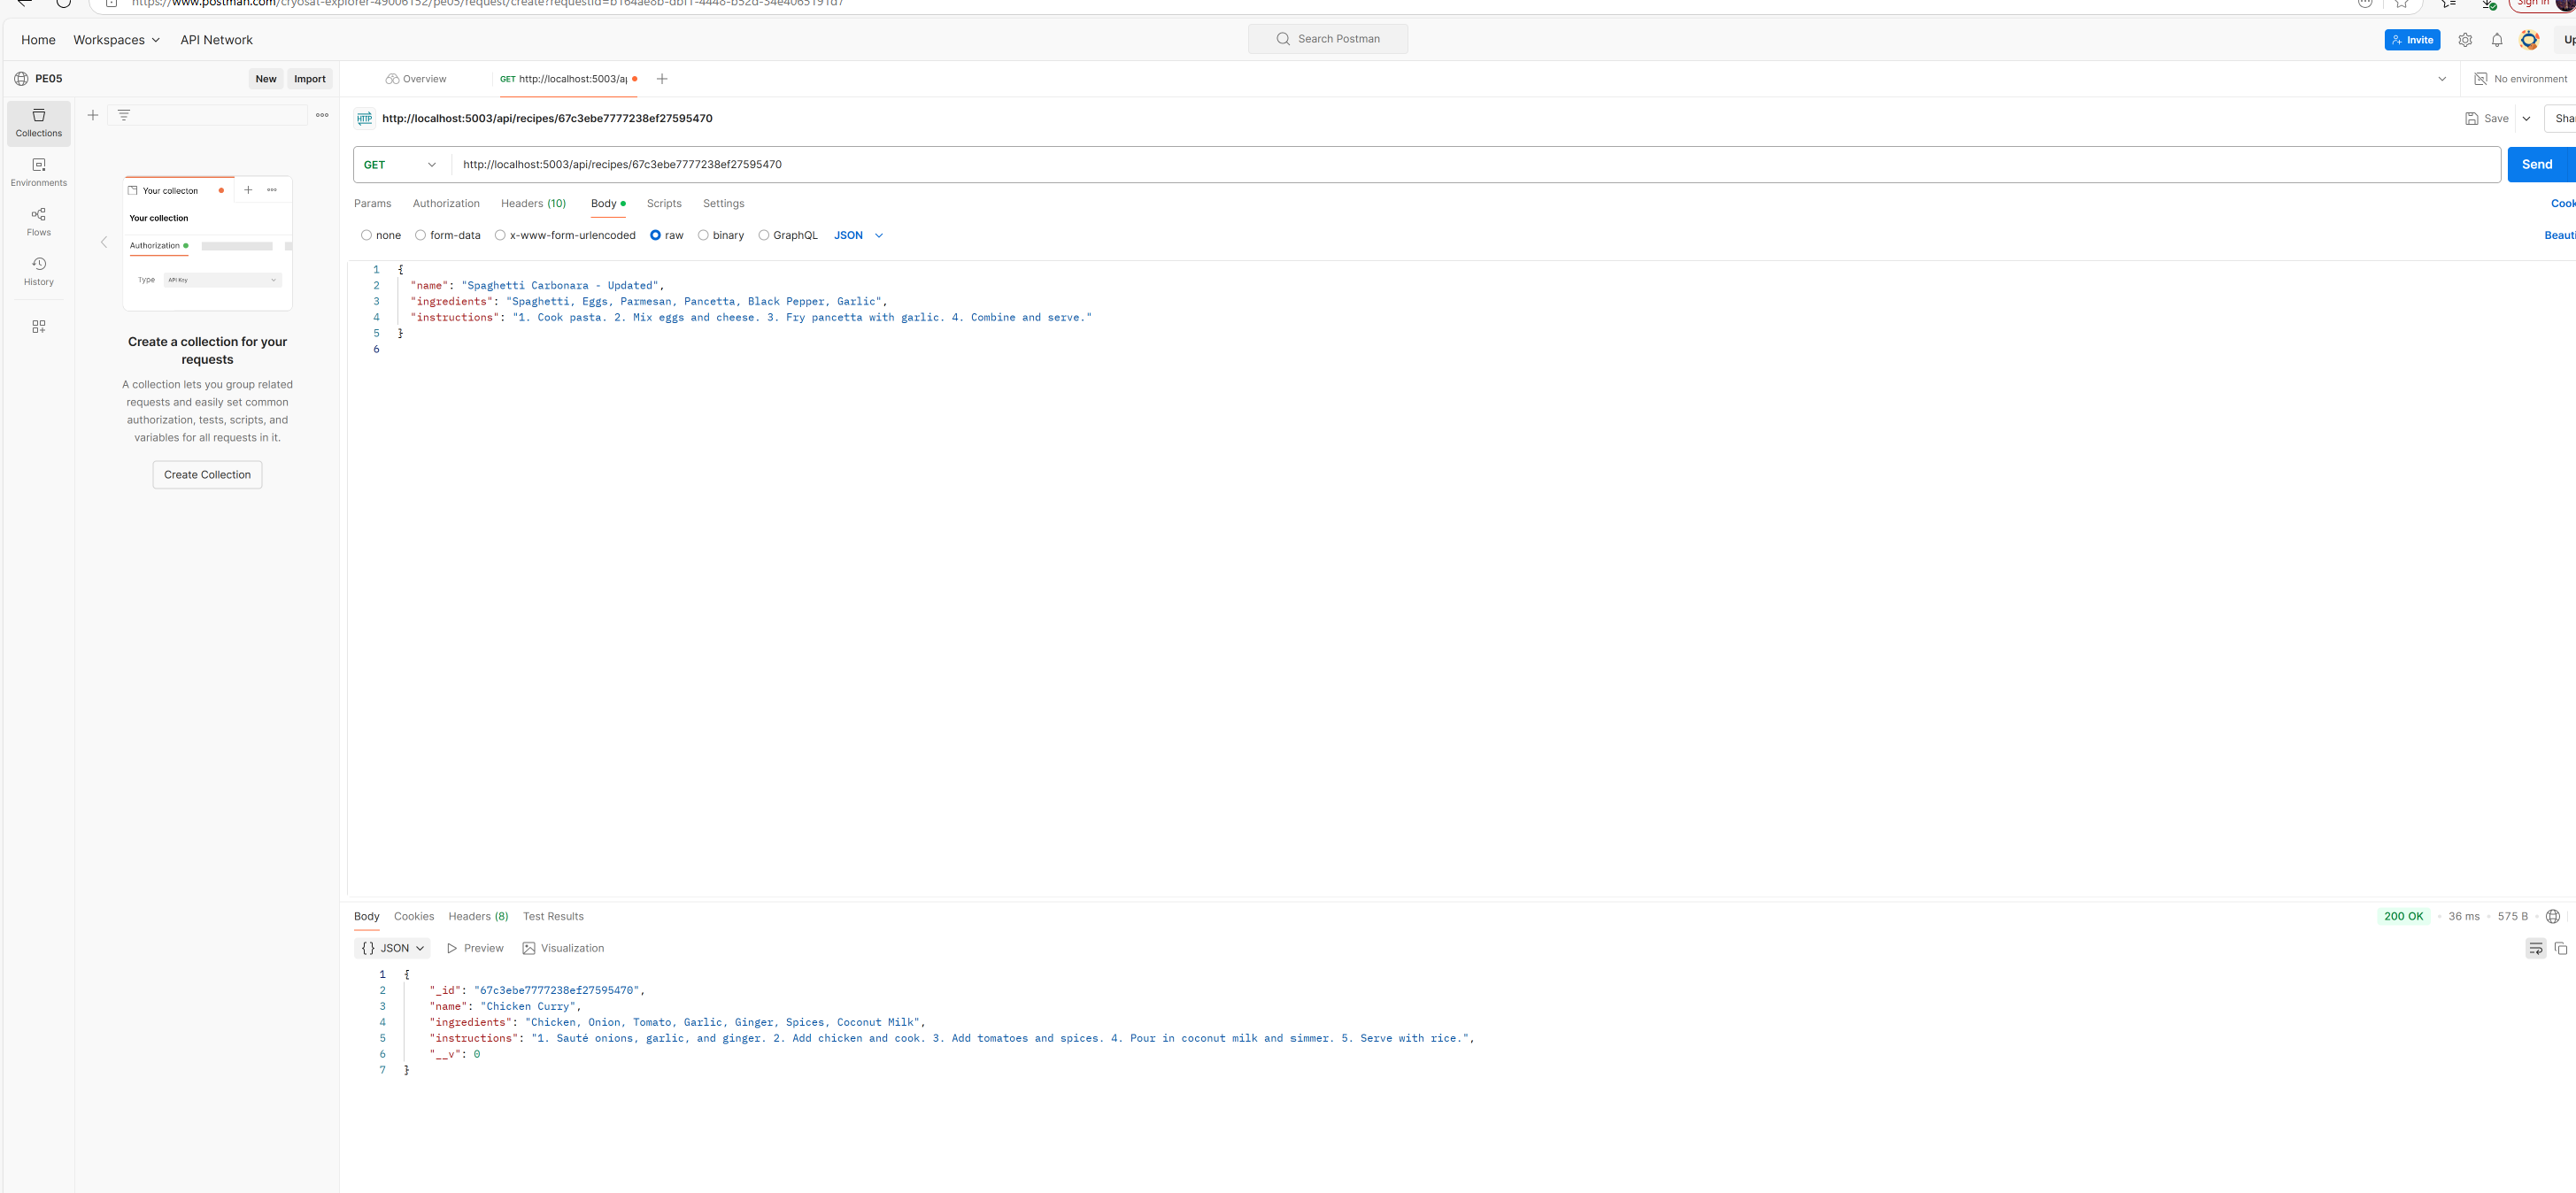 https://www.postman.com/cryosat-explorer-49006152/pe05/request/create?requestId=
Home Workspaces API Network Search Postman Invite
PE05 New Import Overview GET http://localhost:5003/a No environment
Collections
http://localhost:5003/api/recipes/67c3ebe7777238ef27595470 Save
GET http://localhost:5003/api/recipes/67c3ebe7777238ef27595470 Send
Environments
Params Authorization Headers (10) Body Scripts Settings
Flows
none form-data x-www-form-urlencoded raw binary GraphQL JSON
History
Your collecton
Your collection
Authorization
Type API Key
Create a collection for your
requests
A collection lets you group related
requests and easily set common
authorization, tests, scripts, and
variables for all requests in it.
Create Collection
1 {
2 "name": "Spaghetti Carbonara - Updated",
3 "ingredients": "Spaghetti, Eggs, Parmesan, Pancetta, Black Pepper, Garlic",
4 "instructions": "1. Cook pasta. 2. Mix eggs and cheese. 3. Fry pancetta with garlic. 4. Combine and serve."
5 }
6
Body Cookies Headers (8) Test Results 200 OK • 36 ms • 575 B
{} JSON Preview Visualization
1 {
2 "_id": "67c3ebe7777238ef27595470",
3 "name": "Chicken Curry",
4 "ingredients": "Chicken, Onion, Tomato, Garlic, Ginger, Spices, Coconut Milk",
5 "instructions": "1. Sauté onions, garlic, and ginger. 2. Add chicken and cook. 3. Add tomatoes and spices. 4. Pour in coconut milk and simmer. 5. Serve with rice.",
6 "__v": 0
7 }